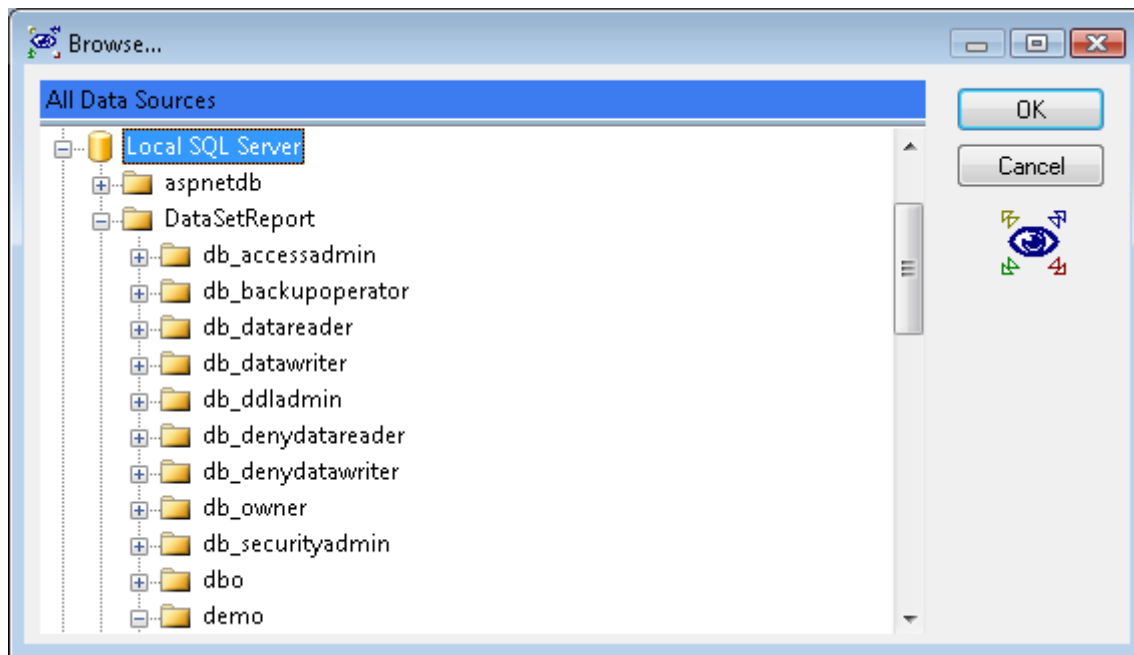 Browse...
All Data Sources
OK
Local SQL Server
Cancel
aspnetdb
DataSetReport
db_accessadmin
db_backupoperator
db_datareader
db_datawriter
db_ddladmin
db_denydatareader
db_denydatawriter
db_owner
db_securityadmin
dbo
demo